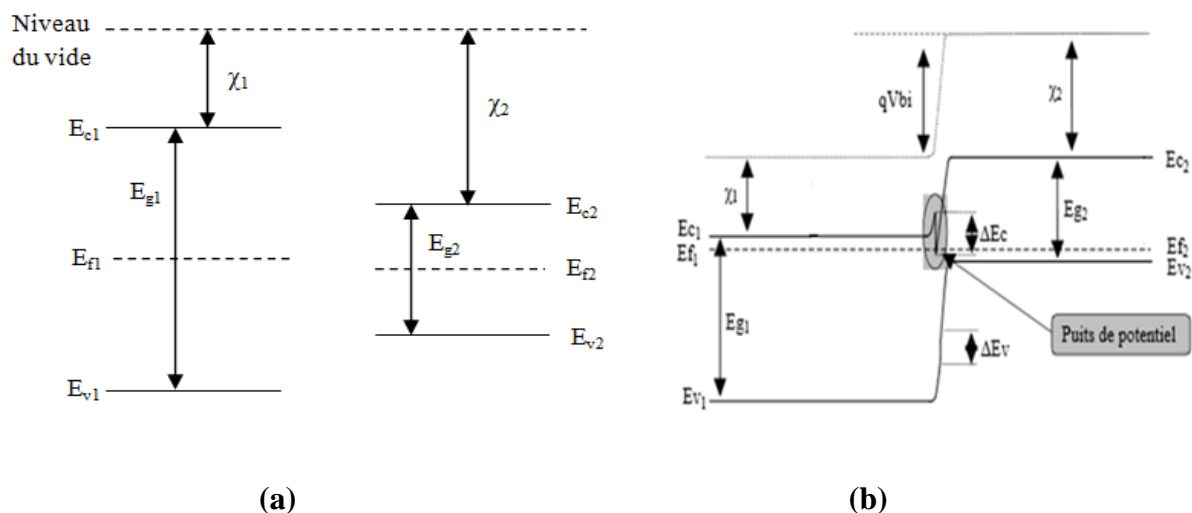 Niveau
du vide
χ1
χ2
Ec1
Eg1
Ec2
Eg2
Ef1
Ef2
Ev2
Ev1
(a)
qVbi
χ2
χ1
Ec2
Eg2
Ec1
ΔEc
Ef1
Ef2
Ev2
Eg1
Puits de potentiel
ΔEv
Ev1
(b)